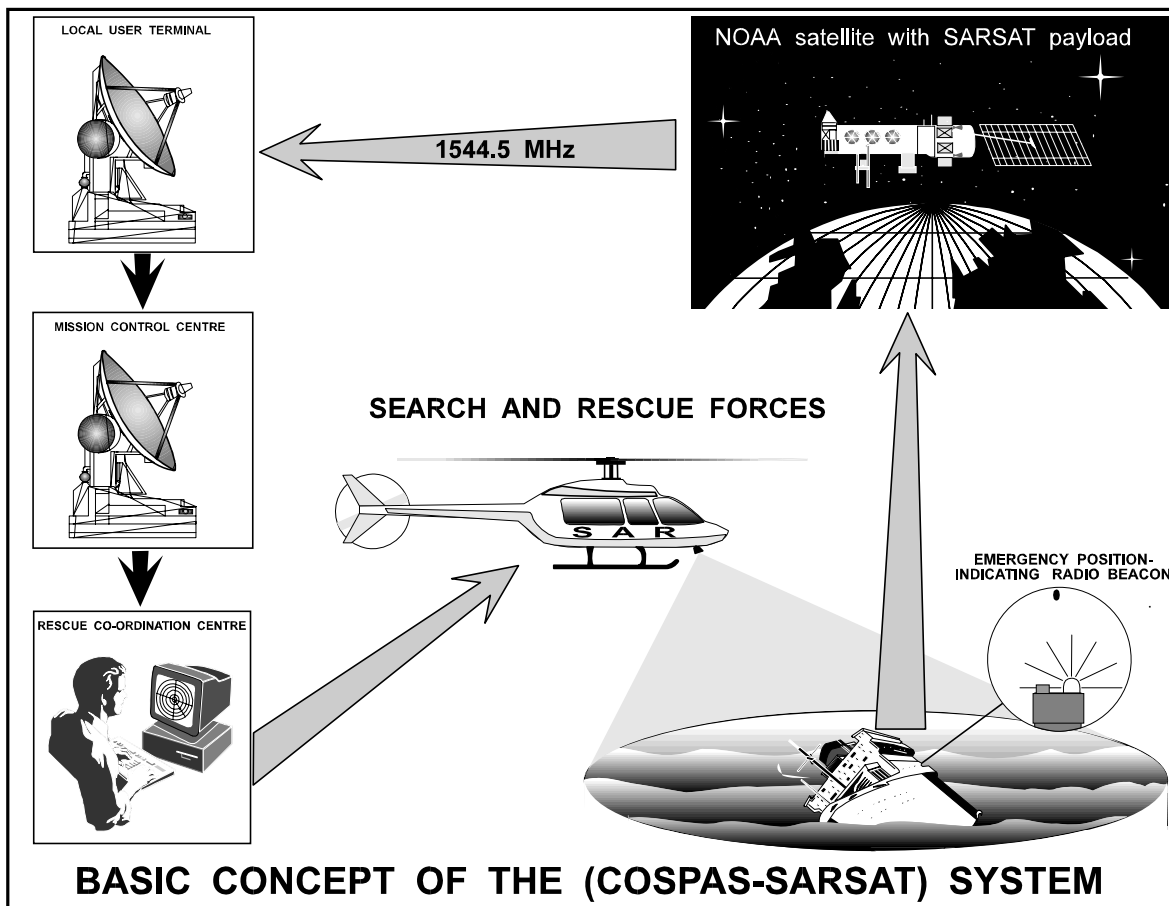 LOCAL USER TERMINAL
NOAA satellite with SARSAT payload
1544.5 MHz
MISSION CONTROL CENTRE
SEARCH AND RESCUE FORCES
SAR
EMERGENCY POSITION-
INDICATING RADIO BEACON
RESCUE CO-ORDINATION CENTRE
BASIC CONCEPT OF THE (COSPAS-SARSAT) SYSTEM